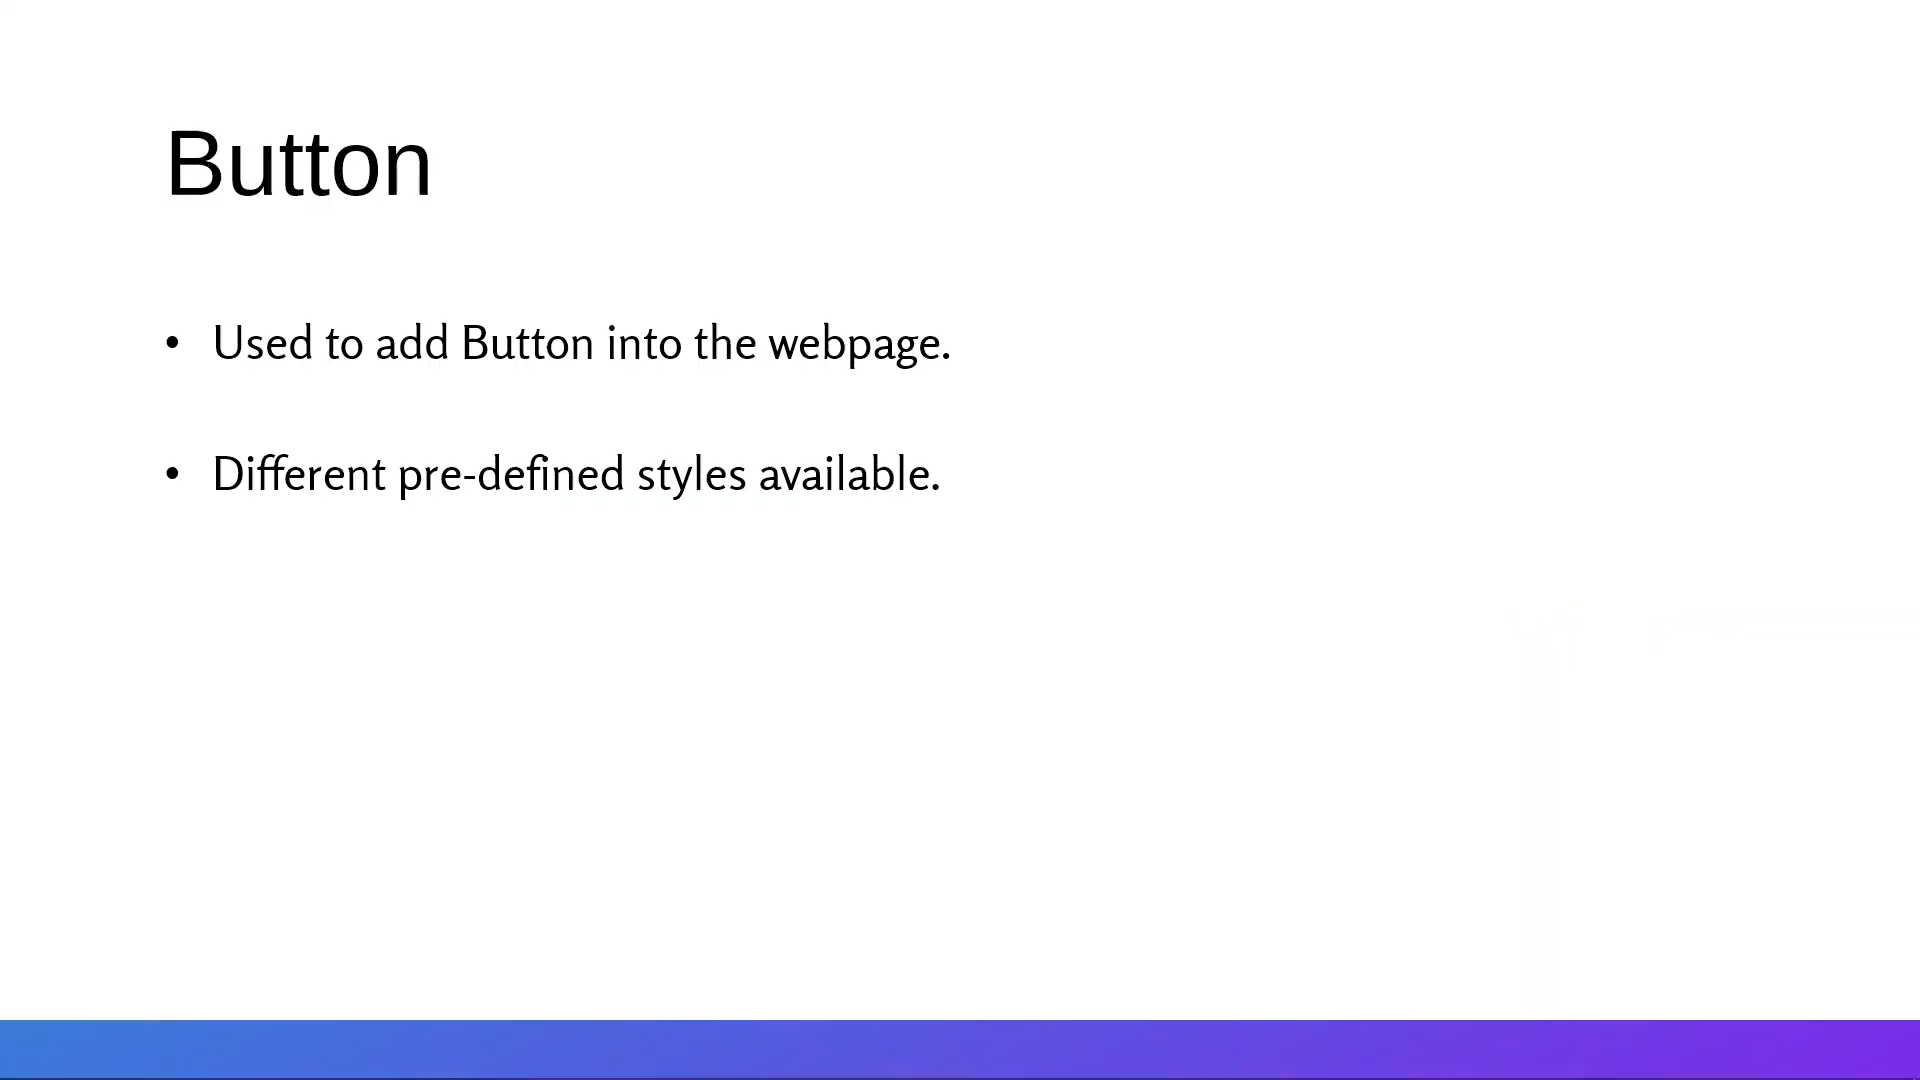 Button
• Used to add Button into the webpage.
• Different pre-defined styles available.